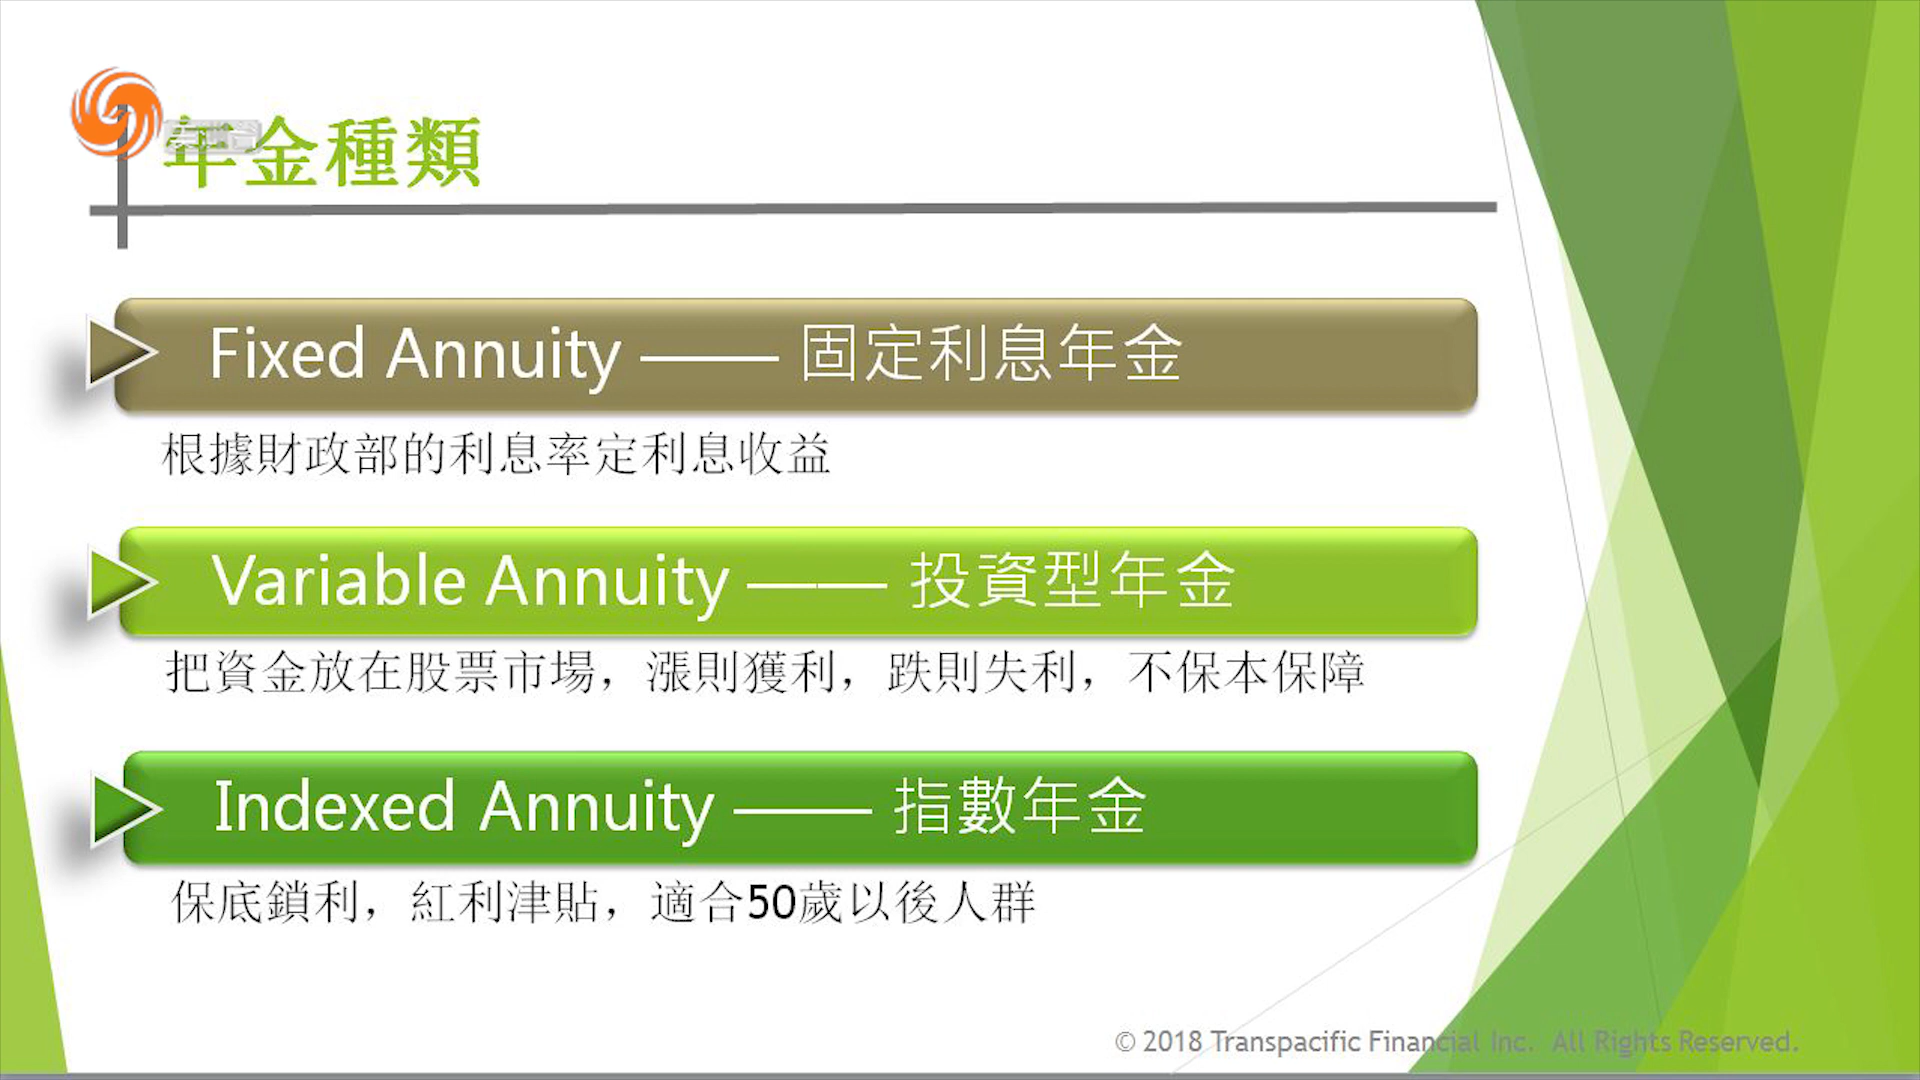 年金種類
Fixed Annuity —— 固定利息年金
根據財政部的利息率定利息收益
Variable Annuity —— 投資型年金
把資金放在股票市場，漲則獲利，跌則失利，不保本保障
Indexed Annuity —— 指數年金
保底鎖利，紅利津貼，適合50歲以後人群
© 2018 Transpacific Financial Inc. All Rights Reserved.